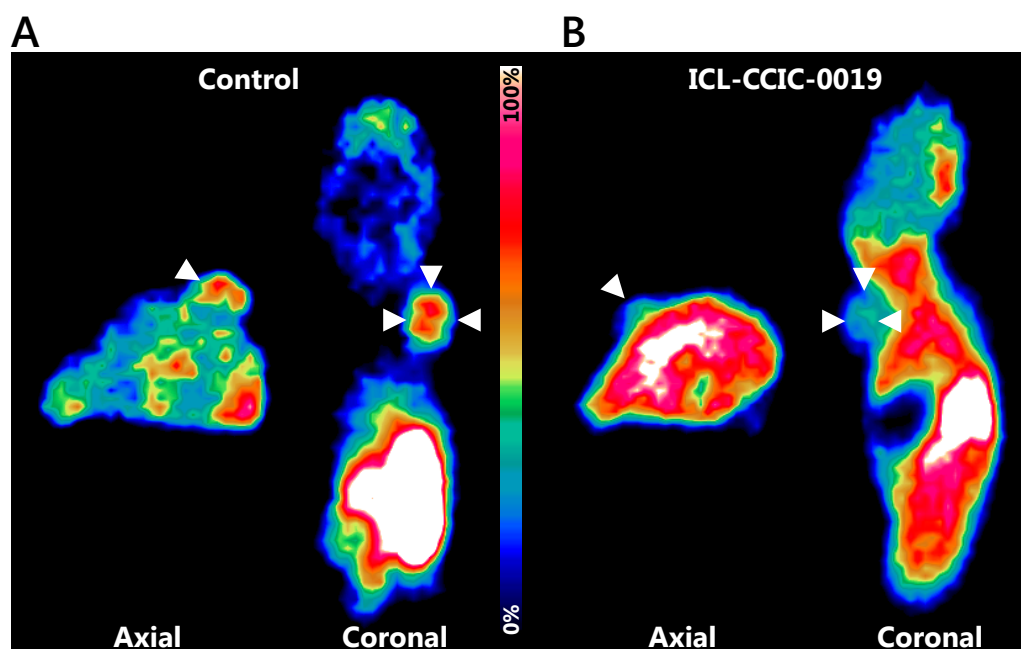 A
B
Control
100%
ICL-CCIC-0019
0%
Axial
Coronal
Axial
Coronal